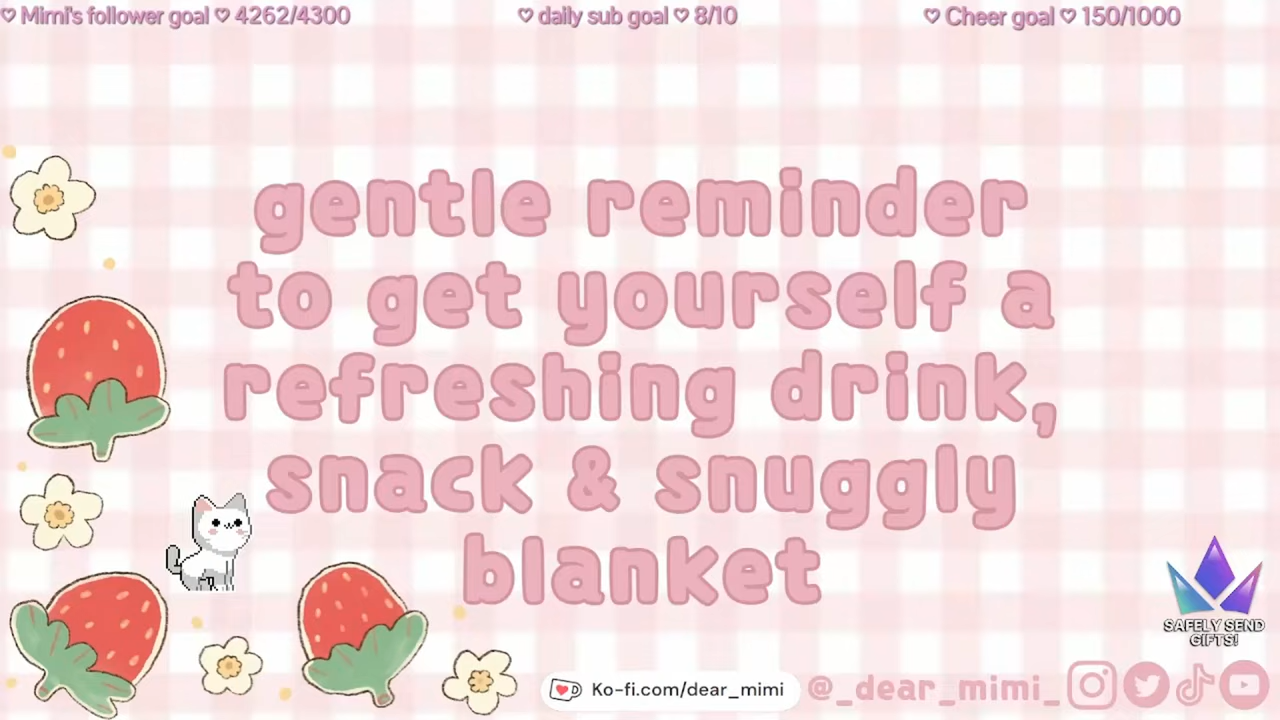 ♡ Mimi's follower goal ♡ 4262/4300
♡ daily sub goal ♡ 8/10
♡ Cheer goal ♡ 150/1000
gentle reminder
to get yourself a
refreshing drink,
snack & snuggly
blanket
SAFELY SEND
GIFTS!
Ko-fi.com/dear_mimi
@_dear_mimi_